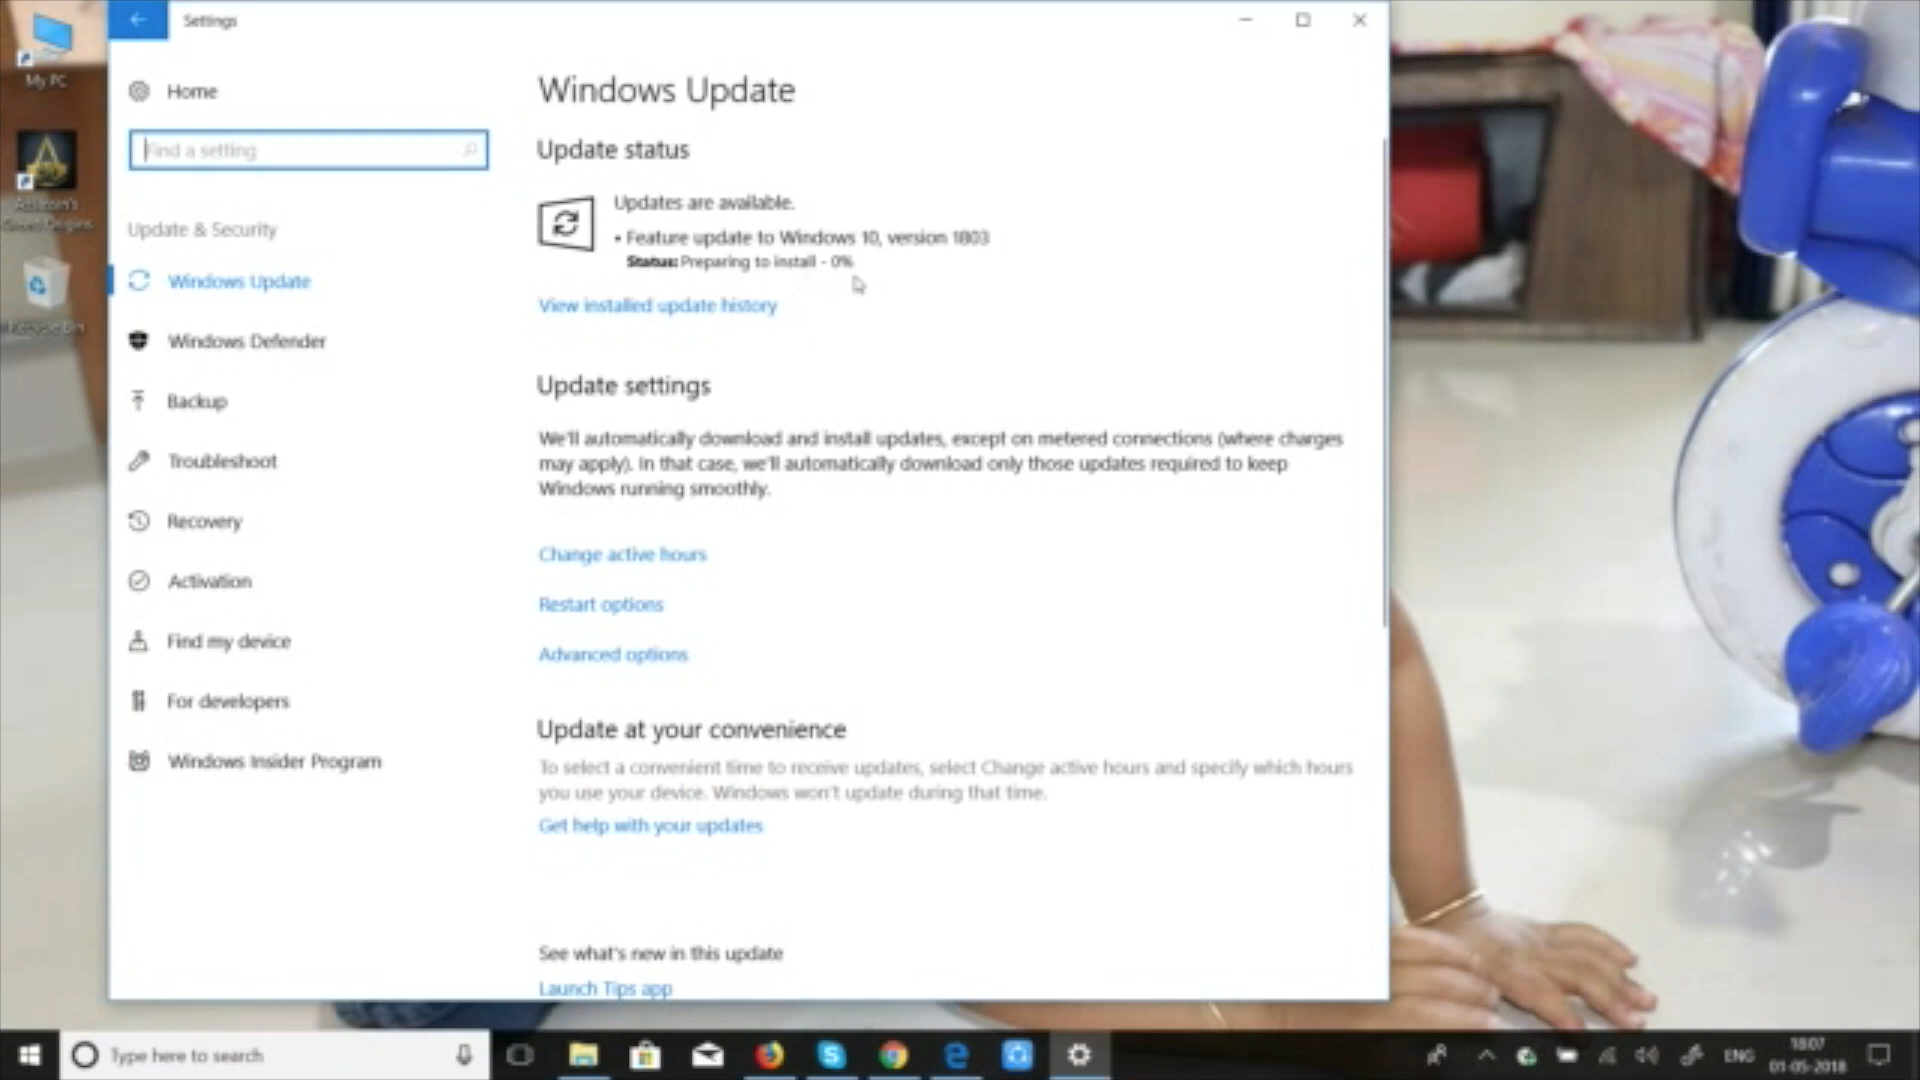 Settings
My PC
Home
Windows Update
Find a setting
Update status
Updates are available.
• Feature update to Windows 10, version 1803
Status: Preparing to install - 0%
View installed update history
Assassin's
Creed Origins
Recycle Bin
Update & Security
Windows Update
Windows Defender
Backup
Troubleshoot
Recovery
Activation
Find my device
For developers
Windows Insider Program
Update settings
We'll automatically download and install updates, except on metered connections (where charges
may apply). In that case, we'll automatically download only those updates required to keep
Windows running smoothly.
Change active hours
Restart options
Advanced options
Update at your convenience
To select a convenient time to receive updates, select Change active hours and specify which hours
you use your device. Windows won't update during that time.
Get help with your updates
See what's new in this update
Launch Tips app
Type here to search
ENG
18:07
01-05-2018